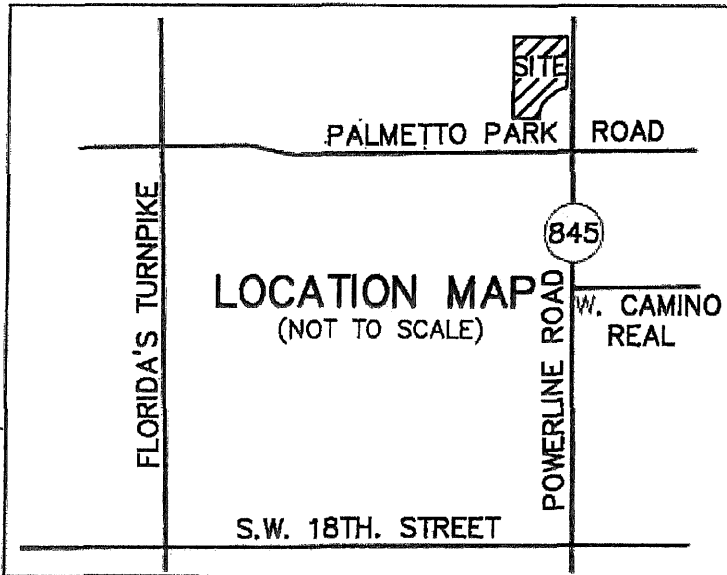 SITE
PALMETTO PARK ROAD
845
FLORIDA'S TURNPIKE
LOCATION MAP
(NOT TO SCALE)
POWERLINE ROAD
W. CAMINO
REAL
S.W. 18TH. STREET